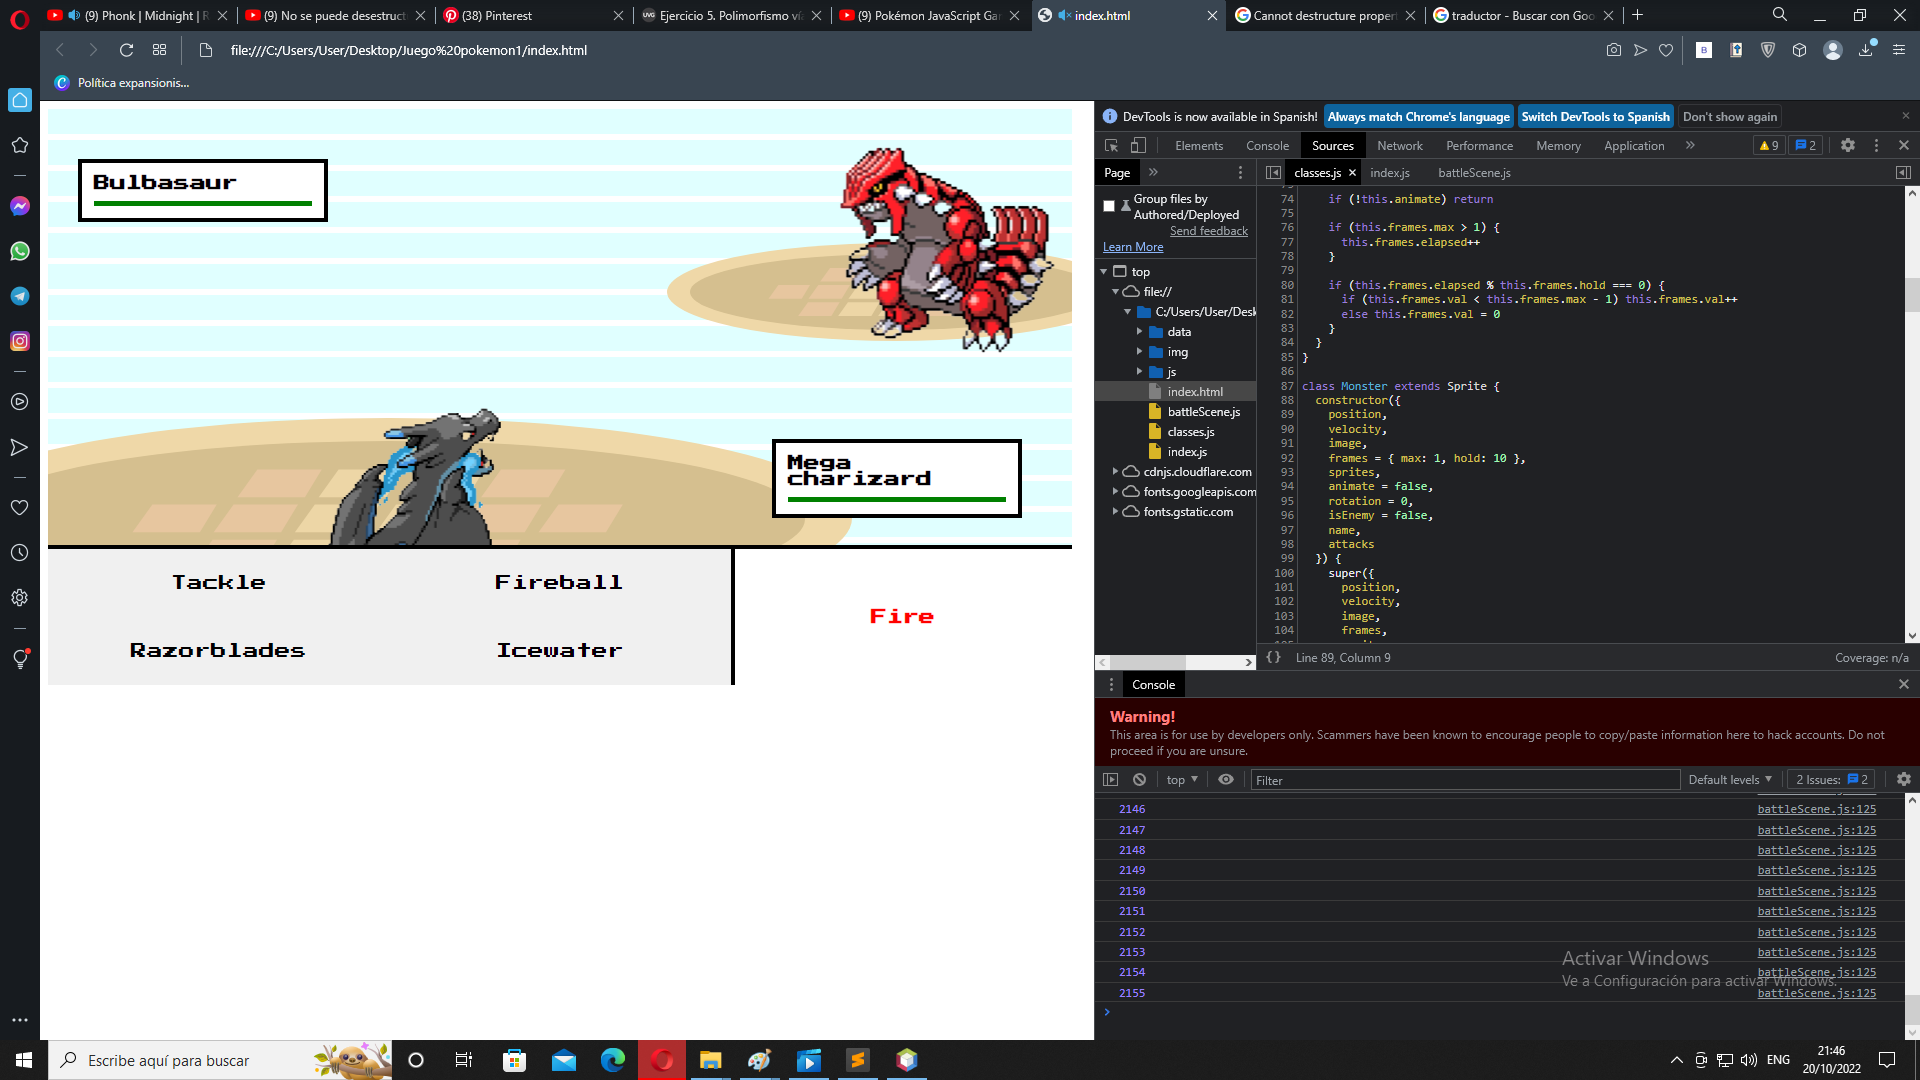 (9) Phonk | Midnight | R
(9) No se puede desestruct
(38) Pinterest
UVG Ejercicio 5. Polimorfismo ví
(9) Pokémon JavaScript Gar
index.html
Cannot destructure proper
traductor - Buscar con Goo
file:///C:/Users/User/Desktop/Juego%20pokemon1/index.html
Política expansionis...
Bulbasaur
Mega
charizard
Tackle
Fireball
Razorblades
Icewater
Fire
DevTools is now available in Spanish!
Always match Chrome's language
Switch DevTools to Spanish
Don't show again
Elements
Console
Sources
Network
Performance
Memory
Application
9
2
Page
classes.js
index.js
battleScene.js
Group files by
Authored/Deployed
Send feedback
Learn More
top
file://
C:/Users/User/Desk
data
img
js
index.html
battleScene.js
classes.js
index.js
cdnjs.cloudflare.com
fonts.googleapis.com
fonts.gstatic.com
74 if (!this.animate) return
75
76 if (this.frames.max > 1) {
77 this.frames.elapsed++
78 }
79
80 if (this.frames.elapsed % this.frames.hold === 0) {
81 if (this.frames.val < this.frames.max - 1) this.frames.val++
82 else this.frames.val = 0
83 }
84 }
85 }
86
87 class Monster extends Sprite {
88 constructor({
89 position,
90 velocity,
91 image,
92 frames = { max: 1, hold: 10 },
93 sprites,
94 animate = false,
95 rotation = 0,
96 isEnemy = false,
97 name,
98 attacks
99 }) {
100 super({
101 position,
102 velocity,
103 image,
104 frames,
{} Line 89, Column 9
Coverage: n/a
Console
Warning!
This area is for use by developers only. Scammers have been known to encourage people to copy/paste information here to hack accounts. Do not
proceed if you are unsure.
top
Filter
Default levels
2 Issues: 2
2146 battleScene.js:125
2147 battleScene.js:125
2148 battleScene.js:125
2149 battleScene.js:125
2150 battleScene.js:125
2151 battleScene.js:125
2152 battleScene.js:125
2153 battleScene.js:125
2154 battleScene.js:125
2155 battleScene.js:125
Activar Windows
Ve a Configuración para activar Windows.
Escribe aquí para buscar
ENG
21:46
20/10/2022